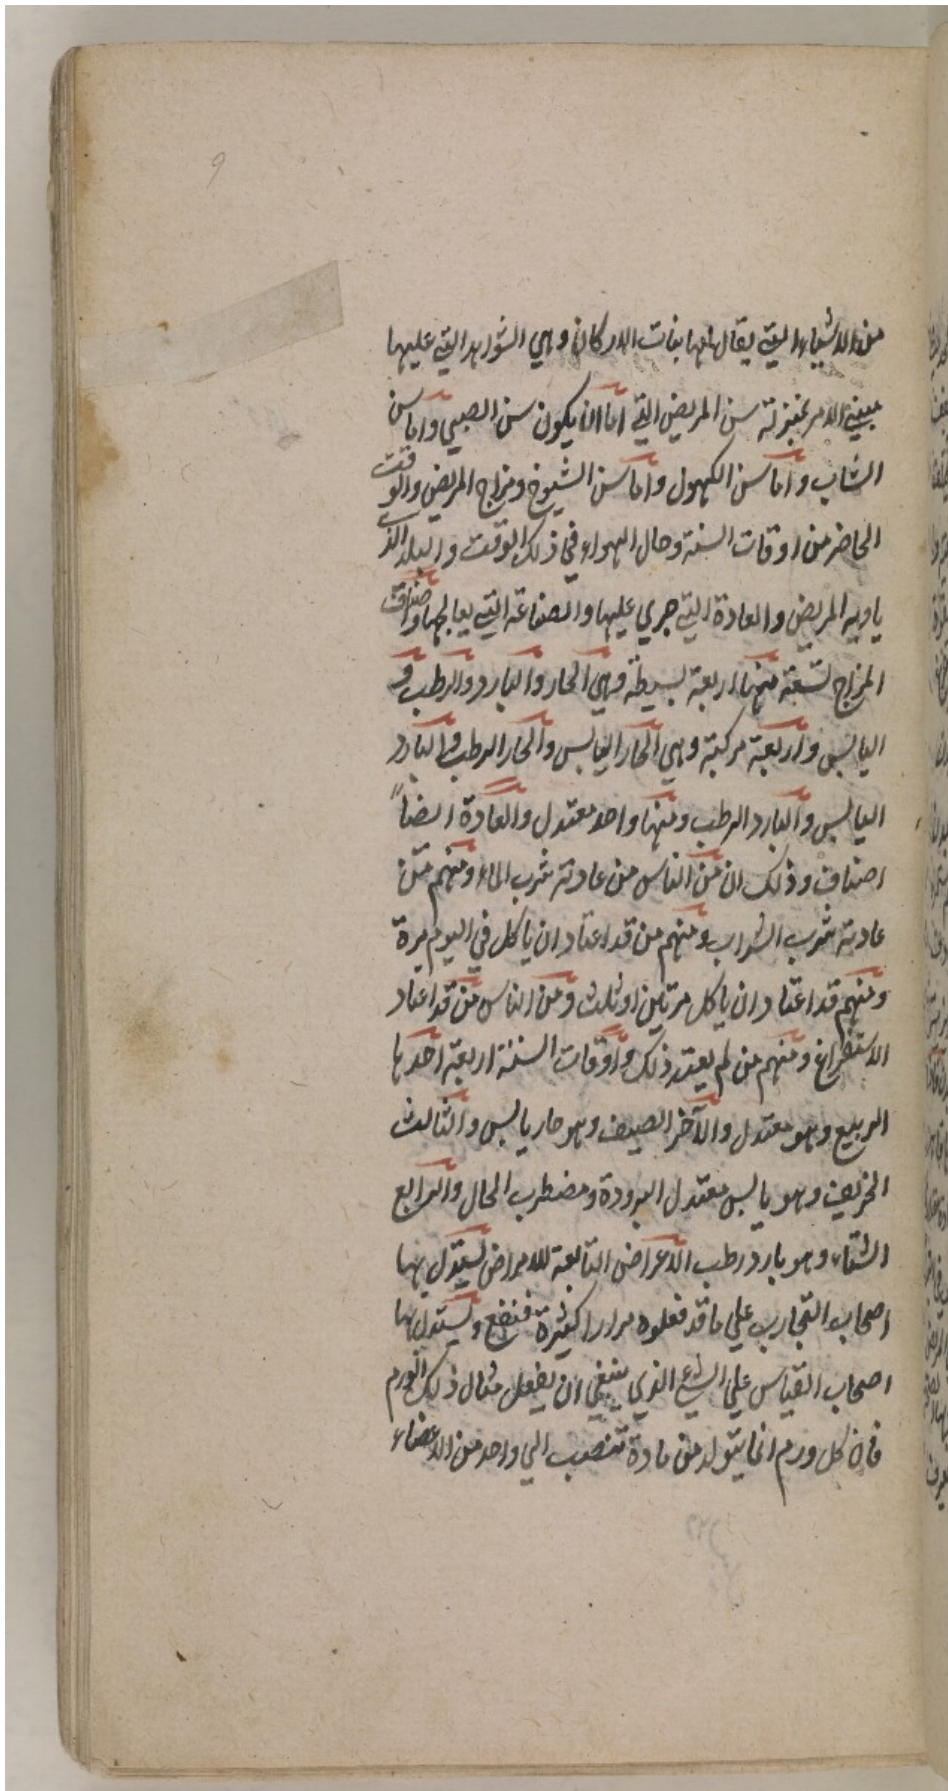 من الاشياء التي يقال لها بنات الاركان وهي الشواهد التي عليها
مبني الامر بمنزلة سن المريض التي اما ان يكون سن الصبي واما سن
الشاب واما سن الكهول واما سن الشيوخ ومزاج المريض والوقت
الحاضر من اوقات السنة وحال الهواء في ذلك الوقت والبلد الذي
ياويه المريض والعادة التي جري عليها والصناعة التي يعالجها واصناف
المزاج تسعة منها اربعة بسيطة وهي الحار والبارد والرطب و
اليابس واربعة مركبة وهي الحار اليابس والحار الرطب والبارد
اليابس والبارد الرطب ومنها واحد معتدل والعادة ايضاً
اصناف وذلك ان من الناس من عادته شرب الماء ومنهم من
عادته شرب الشراب ومنهم من قد اعتاد ان ياكل في اليوم مرة
ومنهم قد اعتاد ان ياكل مرتين او ثلث ومن الناس من قد اعتاد
الاستفراغ ومنهم من لم يعتد ذلك واوقات السنة اربعة احدها
الربيع وهو معتدل والآخر الصيف وهو حار يابس والثالث
الخريف وهو يابس معتدل البرودة ومضطرب الحال والرابع
الشتاء وهو بارد رطب الاعراض التابعة للامراض يستدل بها
اصحاب التجارب علي ما قد فعلوه مرارا كثيرة فنفع ويستدل بها
اصحاب القياس علي الشيء الذي ينبغي ان يفعل مثال ذلك الورم
فان كل ورم انما يتولد من مادة تنصب الي واحد من الاعضاء